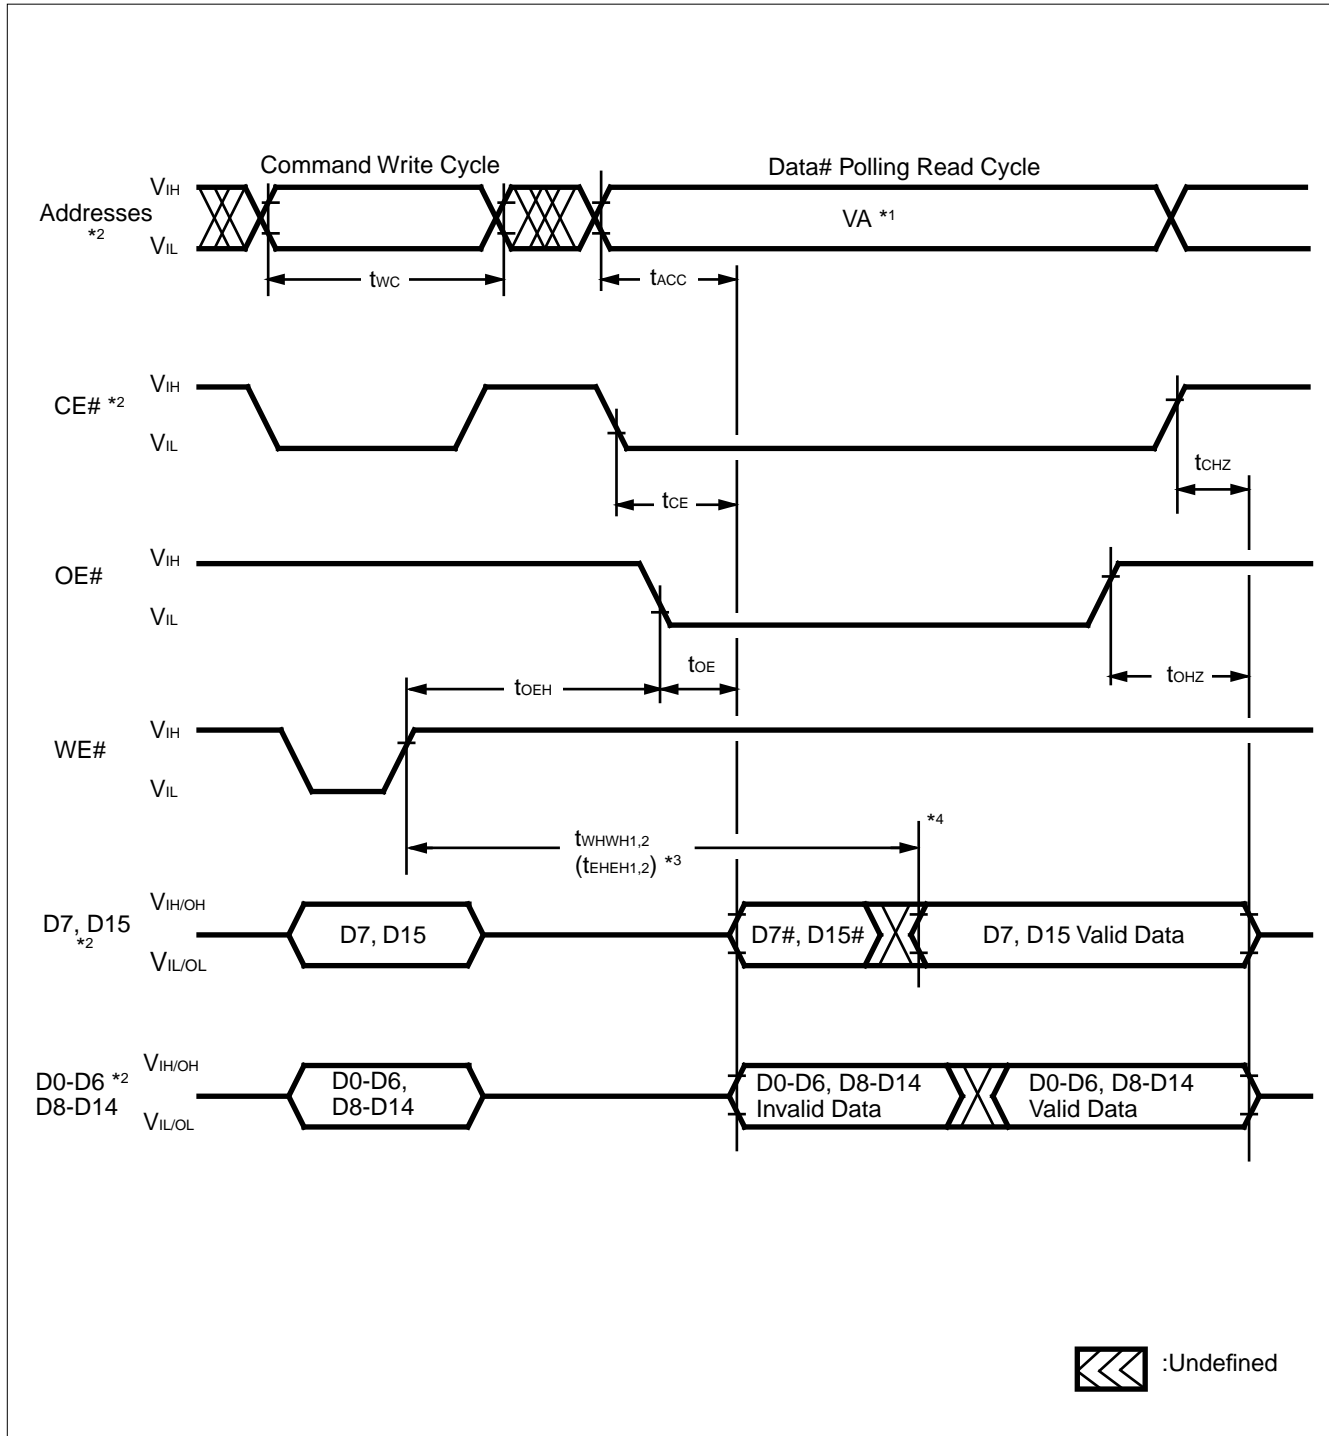 Command Write Cycle
Data# Polling Read Cycle
VIH
Addresses
*2
VIL
VA *1
tWC
tACC
VIH
CE# *2
VIL
tCHZ
tCE
VIH
OE#
VIL
tOE
tOEH
tOHZ
VIH
WE#
VIL
*4
tWHWH1,2
(tEHEH1,2) *3
VIH/OH
D7, D15
*2
VIL/OL
D7, D15
D7#, D15#
D7, D15 Valid Data
VIH/OH
D0-D6 *2
D8-D14
VIL/OL
D0-D6,
D8-D14
D0-D6, D8-D14
Invalid Data
D0-D6, D8-D14
Valid Data
:Undefined